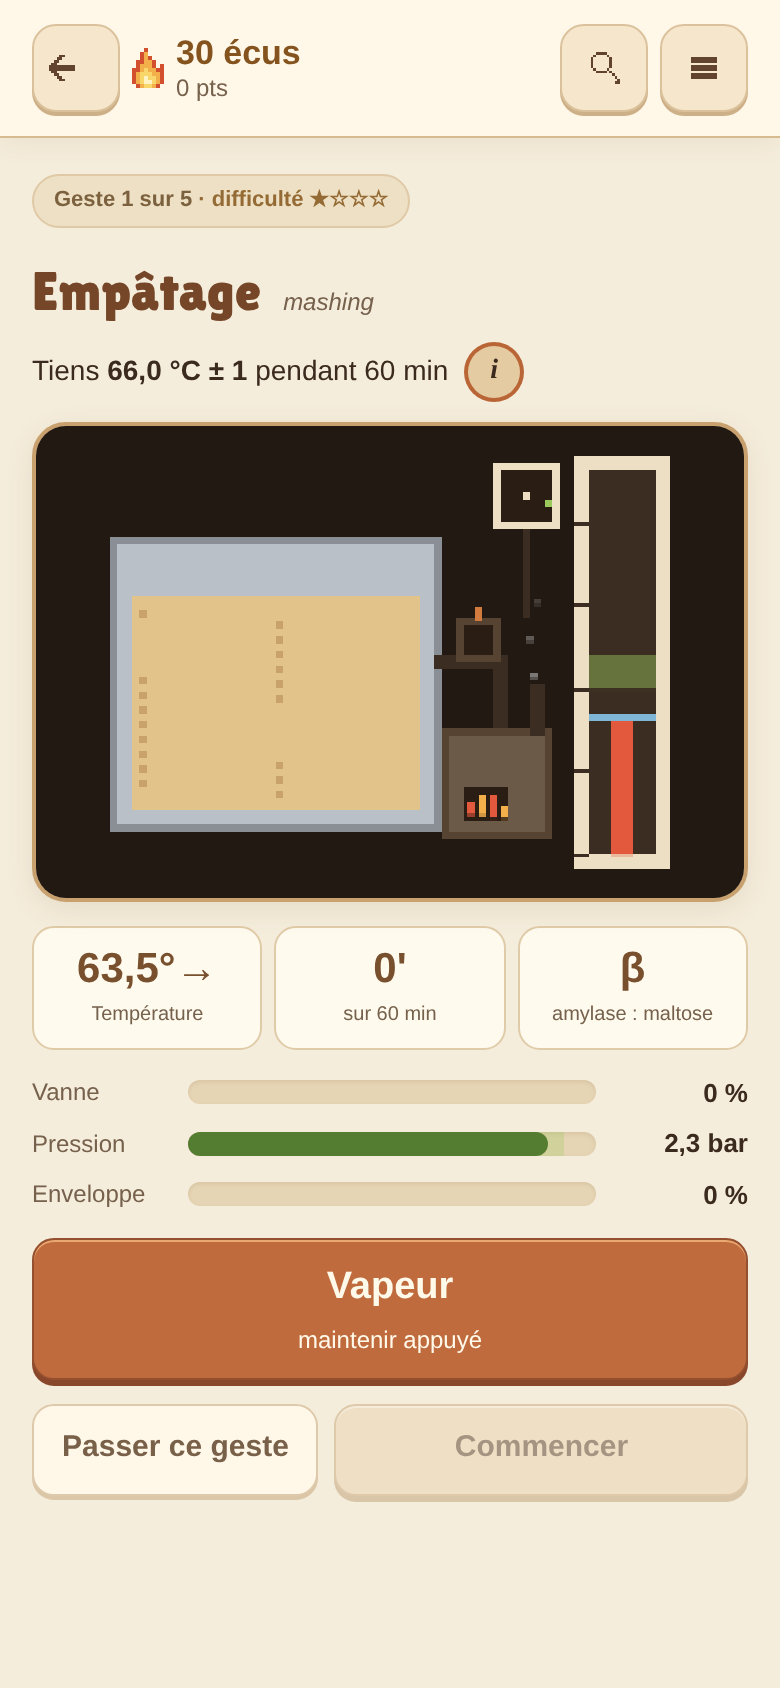 30 écus
0 pts
Geste 1 sur 5 · difficulté ★☆☆☆
Empâtage mashing
Tiens 66,0 °C ± 1 pendant 60 min i
63,5°→ 0' β
Température sur 60 min amylase : maltose
Vanne 0 %
Pression 2,3 bar
Enveloppe 0 %
Vapeur
maintenir appuyé
Passer ce geste Commencer